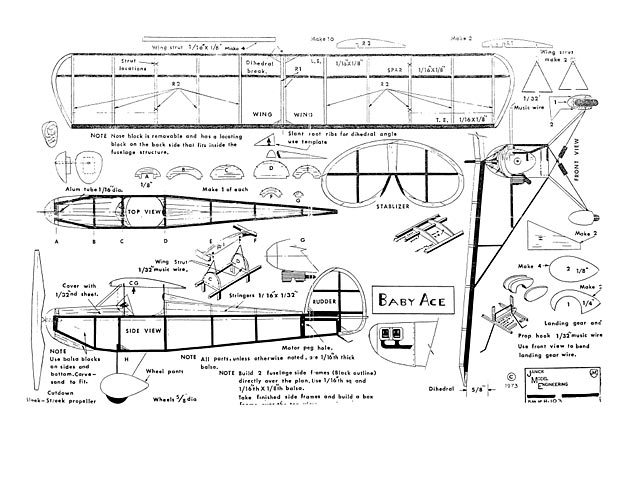 Wing strut 1/16"X 1/8" Make 4
Make 10
R2
Make 2
R1
Wing strut
make 2
Strut
locations
R2
Dihedral
break.
L.E.
1/16"X1/8"
R1
SPAR
1/16"X1/8"
R2
WING
WING
T.E. 1/16X1/8"
1/32"
Music wire
1
2
FRONT VIEW
NOTE Nose block is removable and has a locating
block on the back side that fits inside the
fuselage structure.
Slant root ribs for dihedral angle
use template
A
B
C
D
1/8"
Alum tube 1/16 dia.
Make 1 of each
E
F
G
TOP VIEW
STABLIZER
A
B
C
D
E
F
G
Make 2
Wing Strut
1/32"music wire.
Cover with
1/32nd sheet.
CG
Stringers 1/16"X 1/32"
RUDDER
BABY ACE
Make 4
2
1/8"
Make 2
1
1/4"
SIDE VIEW
Landing gear and
Prop hook 1/32"music wire
Use front view to bend
landing gear wire.
NOTE
Use balsa blocks
on sides and
bottom. Carve-
sand to fit.
H
Motor peg hole.
NOTE All parts, unless otherwise noted, are 1/16th thick
balsa.
Wheel pants
NOTE Build 2 fuselage side frames (Black outline)
directly over the plan. Use 1/16th sq and
1/16th X 1/8th balsa.
Take finished side frames and build a box
Cutdown
Sleek-Streek propeller
Wheels 5/8 dia
Dihedral
5/8
© 1973
JANICK
MODEL
ENGINEERING